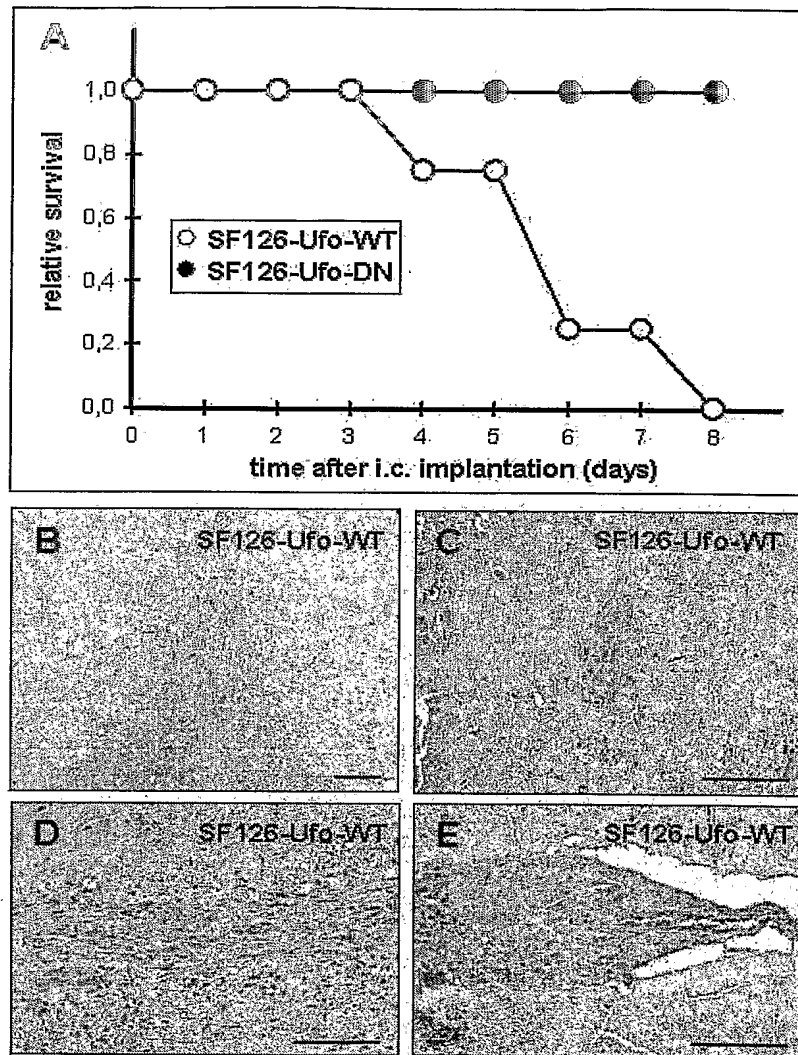 A
relative survival
1,0
0,8
0,6
0,4
0,2
0,0
SF126-Ufo-WT
SF126-Ufo-DN
0 1 2 3 4 5 6 7 8
time after i.c. implantation (days)
B SF126-Ufo-WT
C SF126-Ufo-WT
D SF126-Ufo-WT
E SF126-Ufo-WT